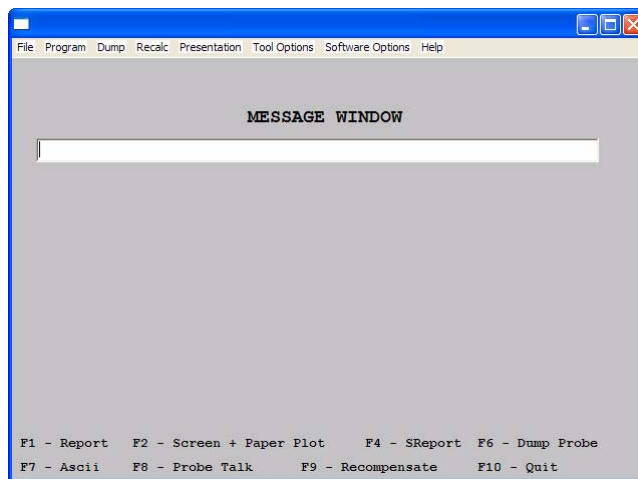 File Program Dump Recalc Presentation Tool Options Software Options Help
MESSAGE WINDOW
F1 - Report F2 - Screen + Paper Plot F4 - SReport F6 - Dump Probe
F7 - Ascii F8 - Probe Talk F9 - Recompensate F10 - Quit